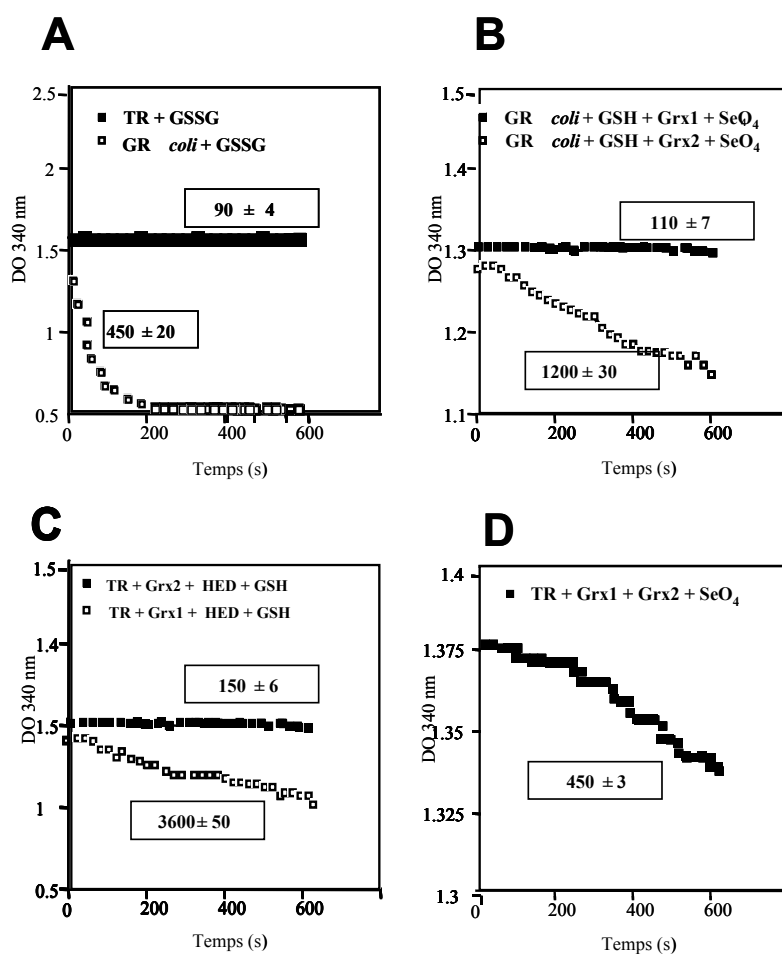 A
2.5
2
1.5
1
0.5
DO 340 nm
TR + GSSG
GR coli + GSSG
90 ± 4
450 ± 20
0
200
400
600
Temps (s)
B
1.5
1.4
1.3
1.2
1.1
DO 340 nm
GR coli + GSH + Grx1 + SeO4
GR coli + GSH + Grx2 + SeO4
110 ± 7
1200 ± 30
0
200
400
600
Temps (s)
C
1.5
1.4
1.5
1
0.5
DO 340 nm
TR + Grx2 + HED + GSH
TR + Grx1 + HED + GSH
150 ± 6
3600 ± 50
0
200
400
600
Temps (s)
D
1.4
1.375
1.35
1.325
1.3
DO 340 nm
TR + Grx1 + Grx2 + SeO4
450 ± 3
0
200
400
600
Temps (s)